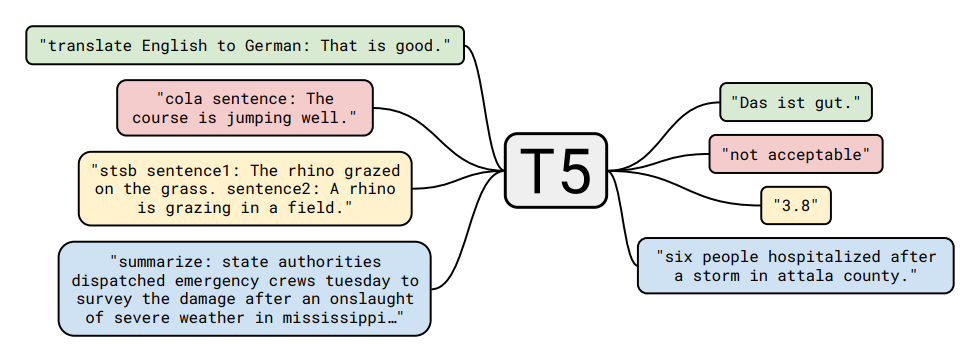 "translate English to German: That is good."
"cola sentence: The
course is jumping well."
"stsb sentence1: The rhino grazed
on the grass. sentence2: A rhino
is grazing in a field."
"summarize: state authorities
dispatched emergency crews tuesday to
survey the damage after an onslaught
of severe weather in mississippi…"
T5
"Das ist gut."
"not acceptable"
"3.8"
"six people hospitalized after
a storm in attala county."